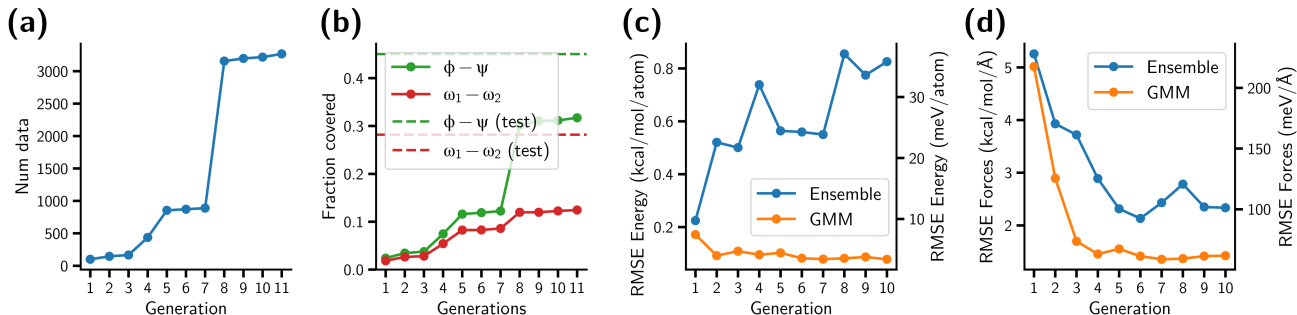 (a)
Num data
3000
2500
2000
1500
1000
500
0
1 2 3 4 5 6 7 8 9 10 11
Generation
(b)
Fraction covered
0.4
0.3
0.2
0.1
0.0
ϕ − ψ
ω₁ − ω₂
ϕ − ψ (test)
ω₁ − ω₂ (test)
1 2 3 4 5 6 7 8 9 10 11
Generations
(c)
RMSE Energy (kcal/mol/atom)
0.8
0.6
0.4
0.2
Ensemble
GMM
1 2 3 4 5 6 7 8 9 10
Generation
30
20
10
RMSE Energy (meV/atom)
(d)
RMSE Forces (kcal/mol/Å)
5
4
3
2
Ensemble
GMM
1 2 3 4 5 6 7 8 9 10
Generation
200
150
100
RMSE Forces (meV/Å)